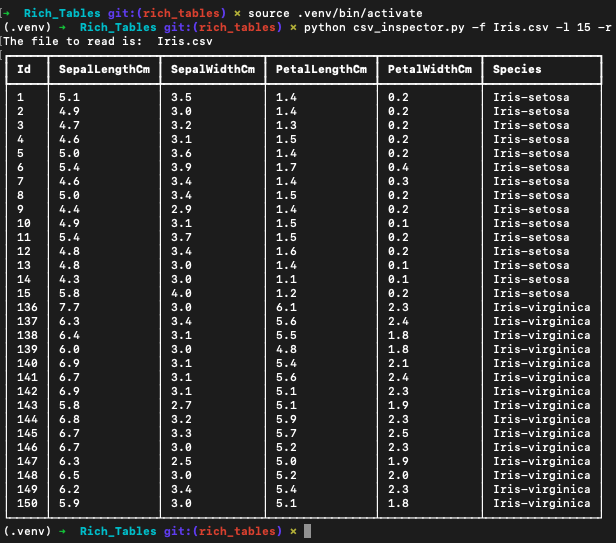 → Rich_Tables git:(rich_tables) × source .venv/bin/activate
(.venv) → Rich_Tables git:(rich_tables) × python csv_inspector.py -f Iris.csv -l 15 -r
The file to read is:  Iris.csv
Id SepalLengthCm SepalWidthCm PetalLengthCm PetalWidthCm Species
1 5.1 3.5 1.4 0.2 Iris-setosa
2 4.9 3.0 1.4 0.2 Iris-setosa
3 4.7 3.2 1.3 0.2 Iris-setosa
4 4.6 3.1 1.5 0.2 Iris-setosa
5 5.0 3.6 1.4 0.2 Iris-setosa
6 5.4 3.9 1.7 0.4 Iris-setosa
7 4.6 3.4 1.4 0.3 Iris-setosa
8 5.0 3.4 1.5 0.2 Iris-setosa
9 4.4 2.9 1.4 0.2 Iris-setosa
10 4.9 3.1 1.5 0.1 Iris-setosa
11 5.4 3.7 1.5 0.2 Iris-setosa
12 4.8 3.4 1.6 0.2 Iris-setosa
13 4.8 3.0 1.4 0.1 Iris-setosa
14 4.3 3.0 1.1 0.1 Iris-setosa
15 5.8 4.0 1.2 0.2 Iris-setosa
136 7.7 3.0 6.1 2.3 Iris-virginica
137 6.3 3.4 5.6 2.4 Iris-virginica
138 6.4 3.1 5.5 1.8 Iris-virginica
139 6.0 3.0 4.8 1.8 Iris-virginica
140 6.9 3.1 5.4 2.1 Iris-virginica
141 6.7 3.1 5.6 2.4 Iris-virginica
142 6.9 3.1 5.1 2.3 Iris-virginica
143 5.8 2.7 5.1 1.9 Iris-virginica
144 6.8 3.2 5.9 2.3 Iris-virginica
145 6.7 3.3 5.7 2.5 Iris-virginica
146 6.7 3.0 5.2 2.3 Iris-virginica
147 6.3 2.5 5.0 1.9 Iris-virginica
148 6.5 3.0 5.2 2.0 Iris-virginica
149 6.2 3.4 5.4 2.3 Iris-virginica
150 5.9 3.0 5.1 1.8 Iris-virginica
(.venv) → Rich_Tables git:(rich_tables) ×